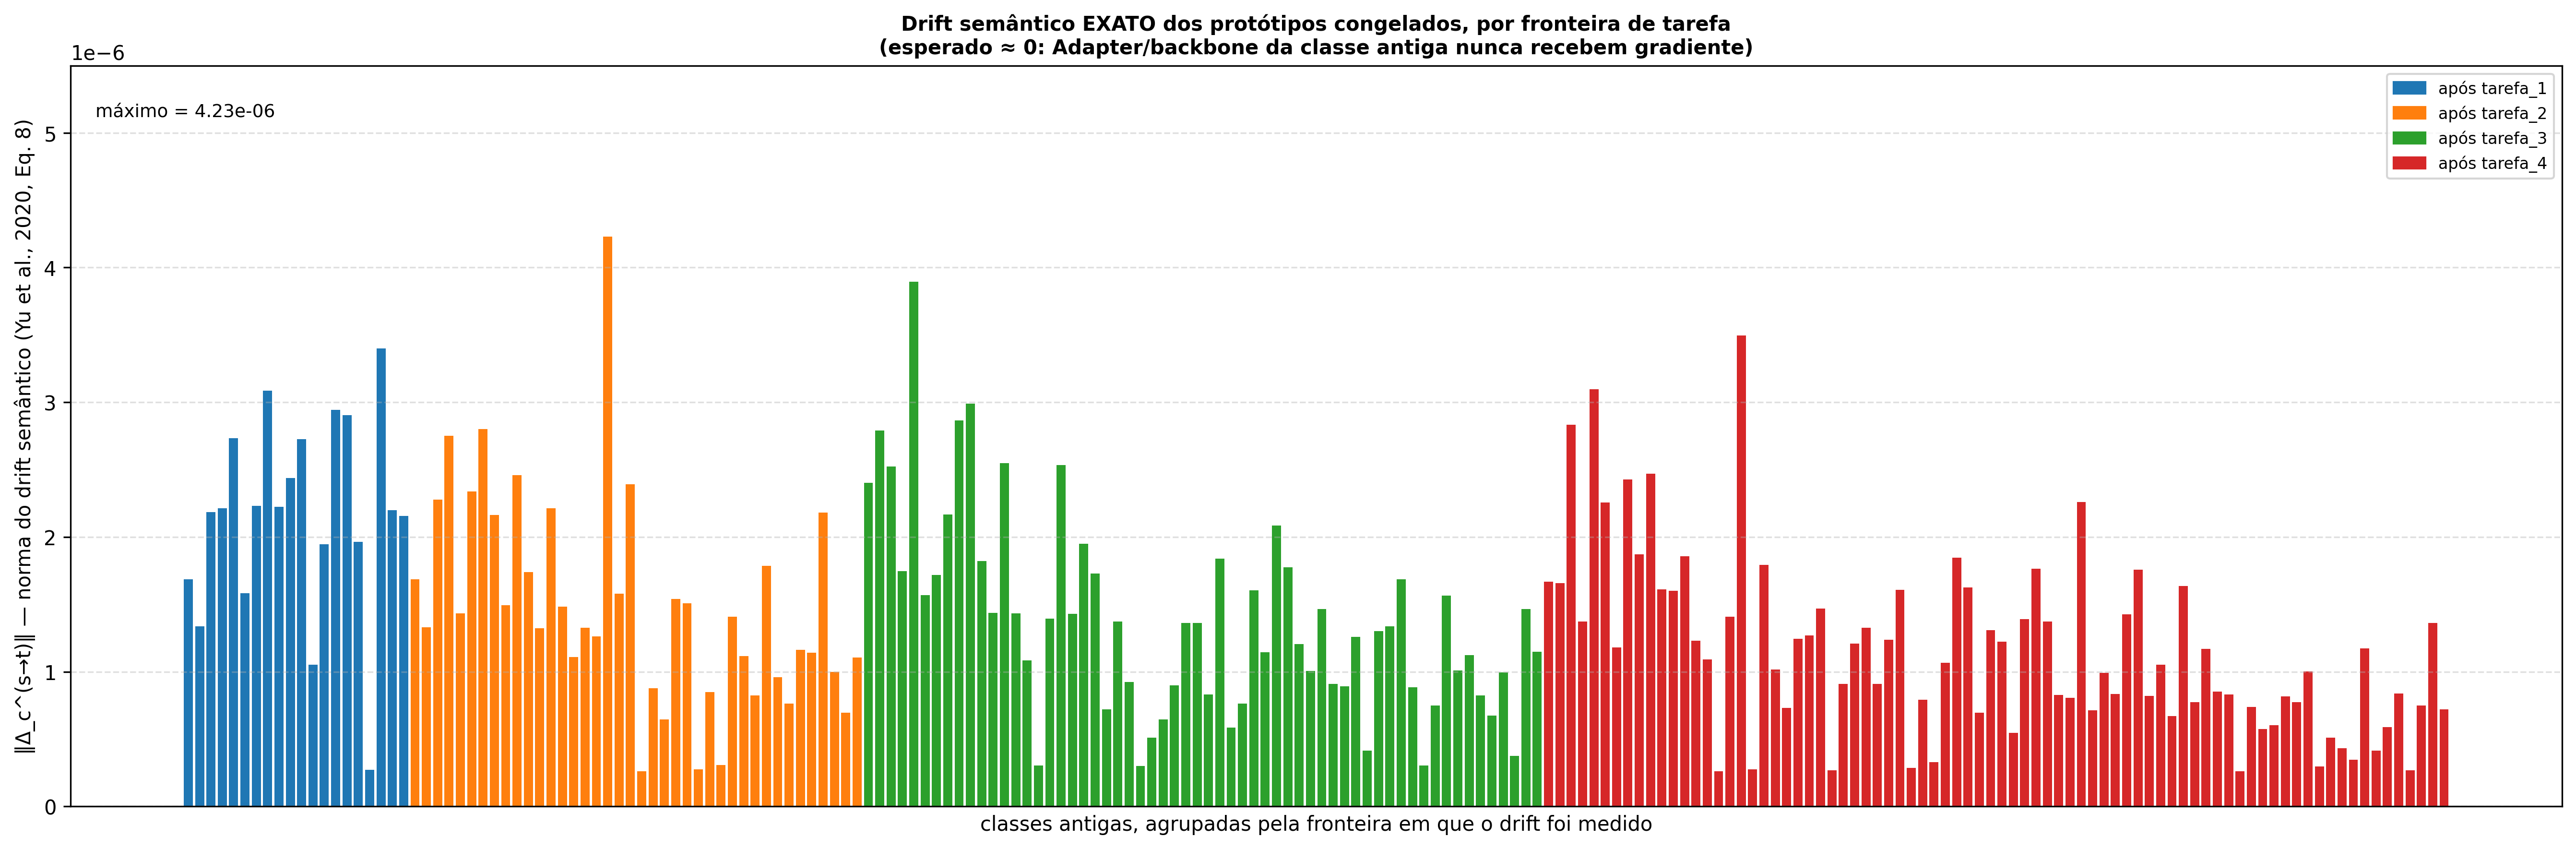 Drift semântico EXATO dos protótipos congelados, por fronteira de tarefa
(esperado ≈ 0: Adapter/backbone da classe antiga nunca recebem gradiente)
1e−6
máximo = 4.23e-06
após tarefa_1
após tarefa_2
após tarefa_3
após tarefa_4
‖Δ_c^(s→t)‖ — norma do drift semântico (Yu et al., 2020, Eq. 8)
5
4
3
2
1
0
classes antigas, agrupadas pela fronteira em que o drift foi medido